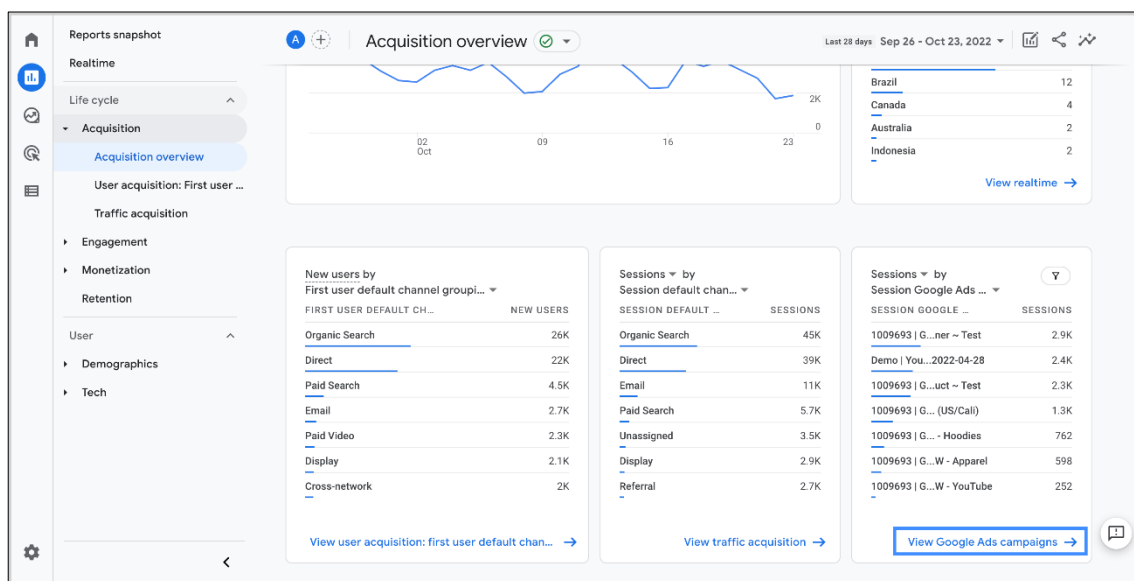 Reports snapshot
Realtime
Life cycle
Acquisition
Acquisition overview
User acquisition: First user ...
Traffic acquisition
Engagement
Monetization
Retention
User
Demographics
Tech
A
Acquisition overview
Last 28 days Sep 26 - Oct 23, 2022
2K
0
02
Oct
09
16
23
Brazil 12
Canada 4
Australia 2
Indonesia 2
View realtime
New users by
First user default channel groupi...
FIRST USER DEFAULT CH... NEW USERS
Organic Search 26K
Direct 22K
Paid Search 4.5K
Email 2.7K
Paid Video 2.3K
Display 2.1K
Cross-network 2K
View user acquisition: first user default chan...
Sessions by
Session default chan...
SESSION DEFAULT ... SESSIONS
Organic Search 45K
Direct 39K
Email 11K
Paid Search 5.7K
Unassigned 3.5K
Display 2.9K
Referral 2.7K
View traffic acquisition
Sessions by
Session Google Ads ...
SESSION GOOGLE ... SESSIONS
1009693 | G...ner ~ Test 2.9K
Demo | You...2022-04-28 2.4K
1009693 | G...uct ~ Test 2.3K
1009693 | G... (US/Cali) 1.3K
1009693 | G... - Hoodies 762
1009693 | G...W - Apparel 598
1009693 | G...W - YouTube 252
View Google Ads campaigns